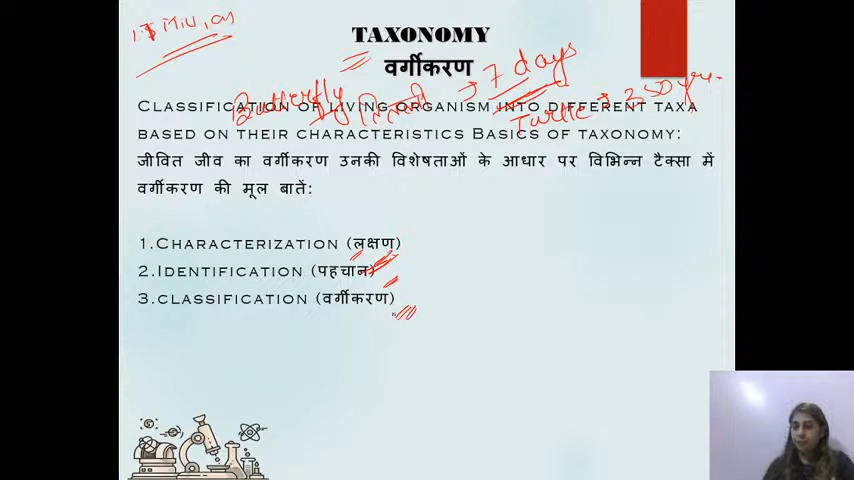 TAXONOMY
वर्गीकरण
7 days
Butterfly
CLASSIFICATION OF LIVING ORGANISM INTO DIFFERENT TAXA
Turtle
BASED ON THEIR CHARACTERISTICS BASICS OF TAXONOMY:
जीवित जीव का वर्गीकरण उनकी विशेषताओं के आधार पर विभिन्न टैक्सा में
वर्गीकरण की मूल बातें:
1.CHARACTERIZATION (लक्षण)
2.IDENTIFICATION (पहचान)
3.CLASSIFICATION (वर्गीकरण)